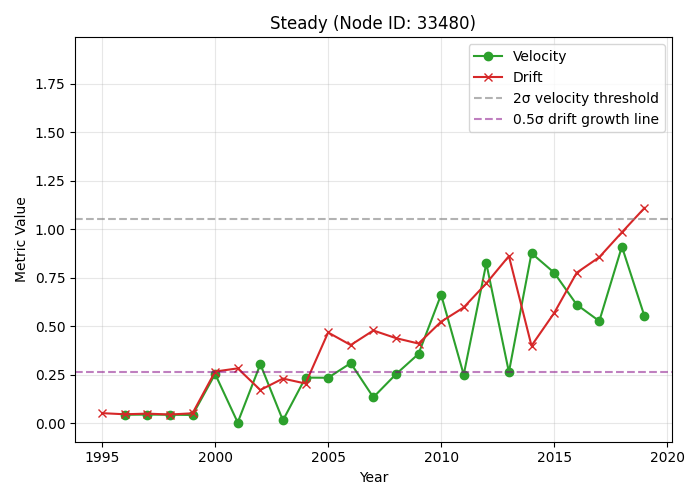 Steady (Node ID: 33480)
Velocity
Drift
2σ velocity threshold
0.5σ drift growth line
Metric Value
1.75
1.50
1.25
1.00
0.75
0.50
0.25
0.00
1995
2000
2005
2010
2015
2020
Year